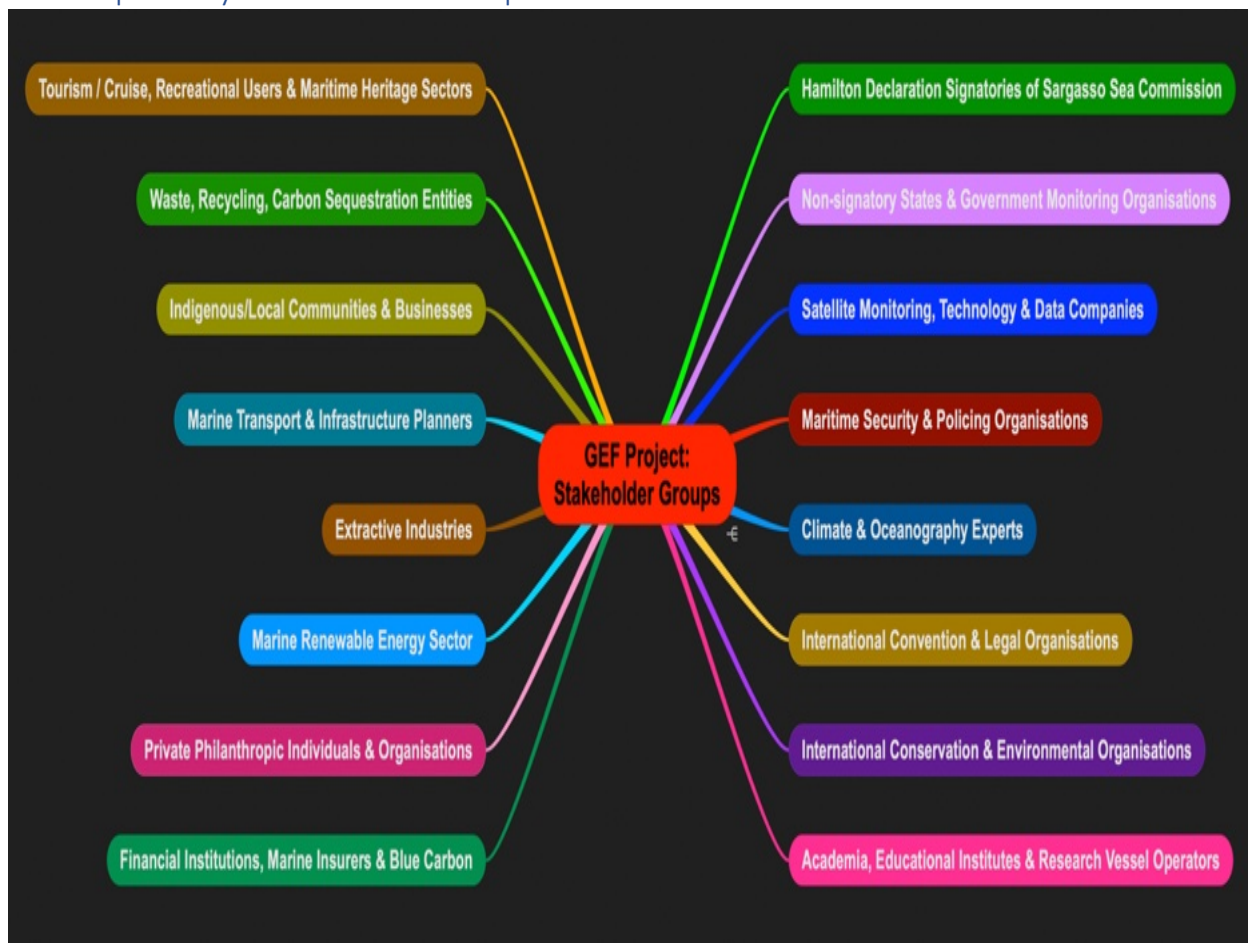 Tourism / Cruise, Recreational Users & Maritime Heritage Sectors
Waste, Recycling, Carbon Sequestration Entities
Indigenous/Local Communities & Businesses
Marine Transport & Infrastructure Planners
Extractive Industries
Marine Renewable Energy Sector
Private Philanthropic Individuals & Organisations
Financial Institutions, Marine Insurers & Blue Carbon
GEF Project:
Stakeholder Groups
Hamilton Declaration Signatories of Sargasso Sea Commission
Non-signatory States & Government Monitoring Organisations
Satellite Monitoring, Technology & Data Companies
Maritime Security & Policing Organisations
Climate & Oceanography Experts
International Convention & Legal Organisations
International Conservation & Environmental Organisations
Academia, Educational Institutes & Research Vessel Operators